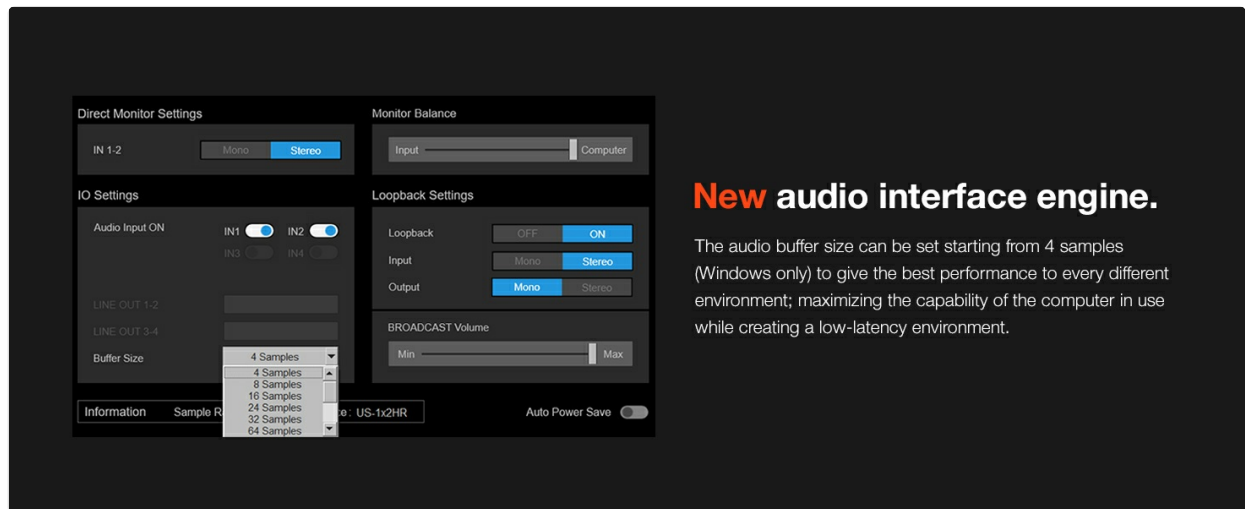 Direct Monitor Settings
IN 1-2
Mono
Stereo
Monitor Balance
Input
Computer
IO Settings
Audio Input ON
IN1
IN2
IN3
IN4
LINE OUT 1-2
LINE OUT 3-4
Buffer Size
4 Samples
4 Samples
8 Samples
16 Samples
24 Samples
32 Samples
64 Samples
Loopback Settings
Loopback
OFF
ON
Input
Mono
Stereo
Output
Mono
Stereo
BROADCAST Volume
Min
Max
Information
Sample R
: US-1x2HR
Auto Power Save
New audio interface engine.
The audio buffer size can be set starting from 4 samples
(Windows only) to give the best performance to every different
environment; maximizing the capability of the computer in use
while creating a low-latency environment.